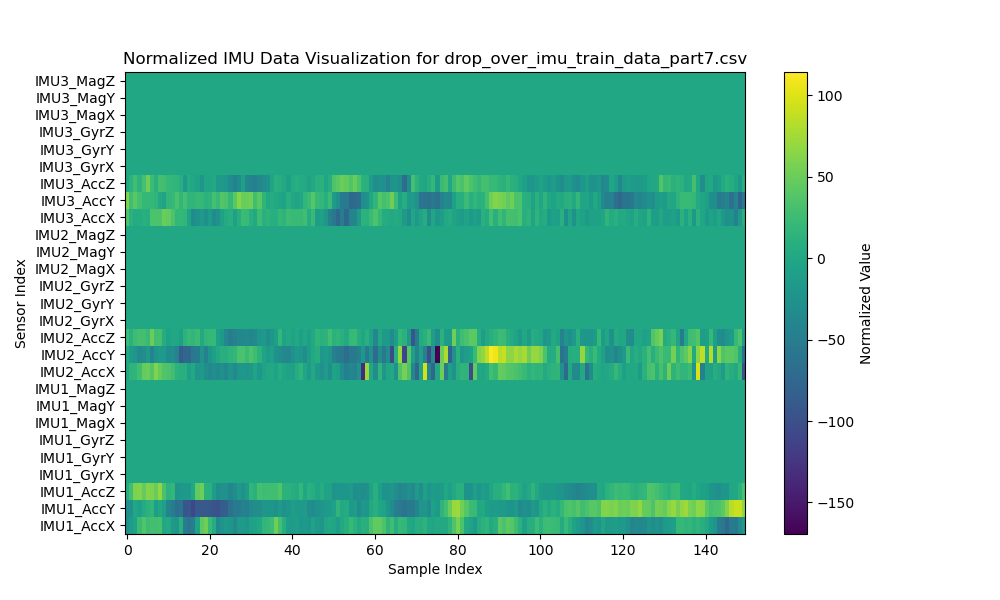 Normalized IMU Data Visualization for drop_over_imu_train_data_part7.csv
IMU3_MagZ
IMU3_MagY
IMU3_MagX
IMU3_GyrZ
IMU3_GyrY
IMU3_GyrX
IMU3_AccZ
IMU3_AccY
IMU3_AccX
IMU2_MagZ
IMU2_MagY
IMU2_MagX
IMU2_GyrZ
IMU2_GyrY
IMU2_GyrX
IMU2_AccZ
IMU2_AccY
IMU2_AccX
IMU1_MagZ
IMU1_MagY
IMU1_MagX
IMU1_GyrZ
IMU1_GyrY
IMU1_GyrX
IMU1_AccZ
IMU1_AccY
IMU1_AccX
Sensor Index
0 20 40 60 80 100 120 140
Sample Index
100
50
0
−50
−100
−150
Normalized Value